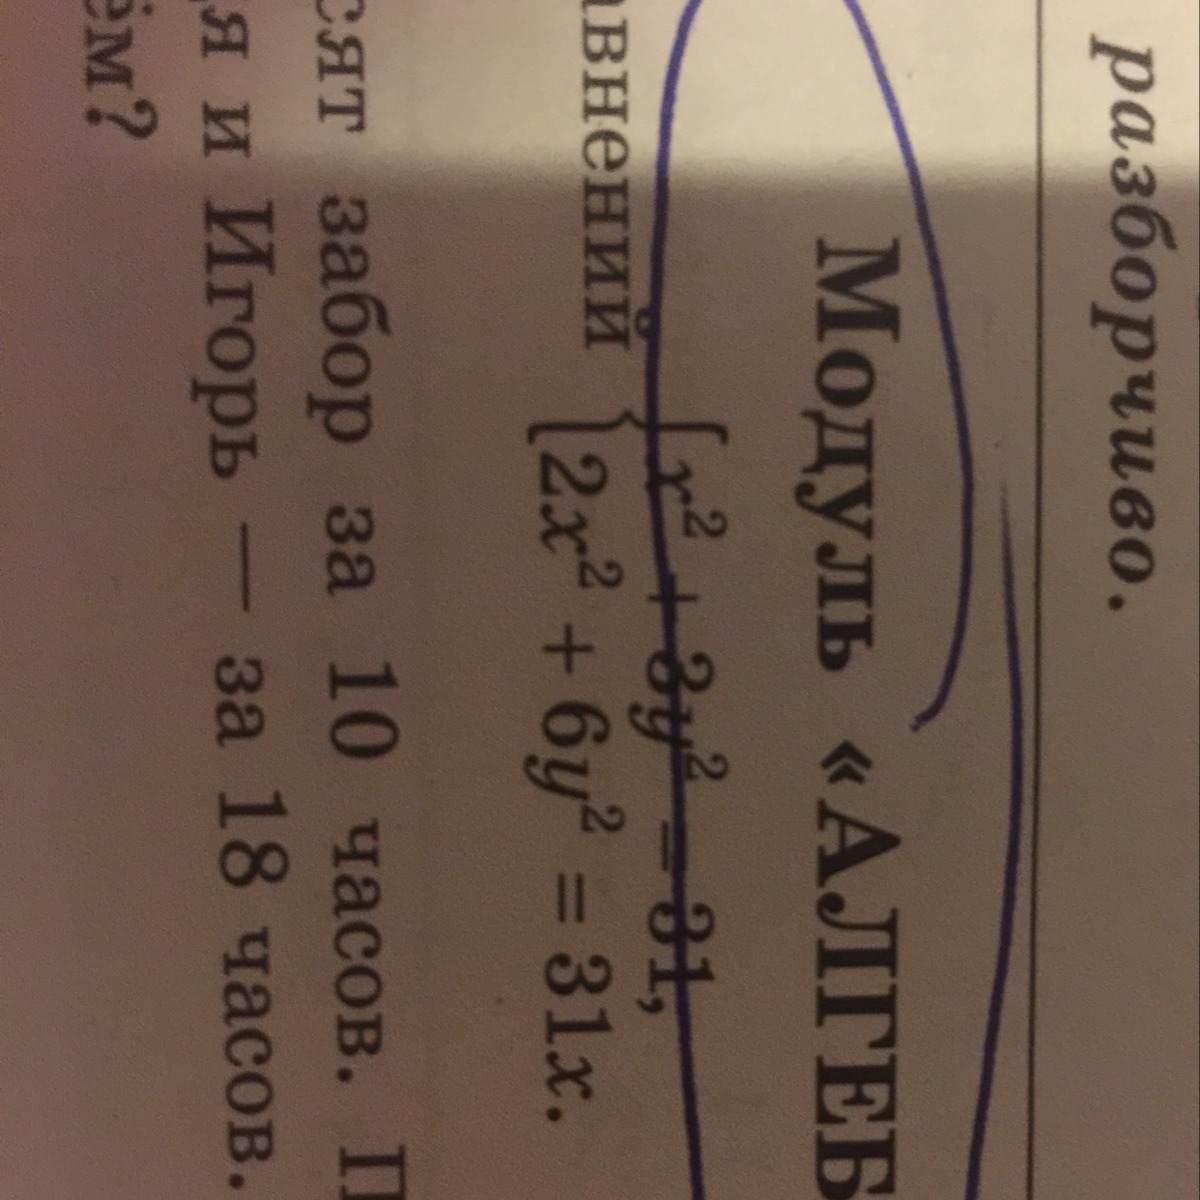 разборчиво.
Модуль «АЛГЕБ
авнений { x² + 3y² = 31,
2x² + 6y² = 31x.
сят забор за 10 часов. П
я и Игорь — за 18 часов.
ём?